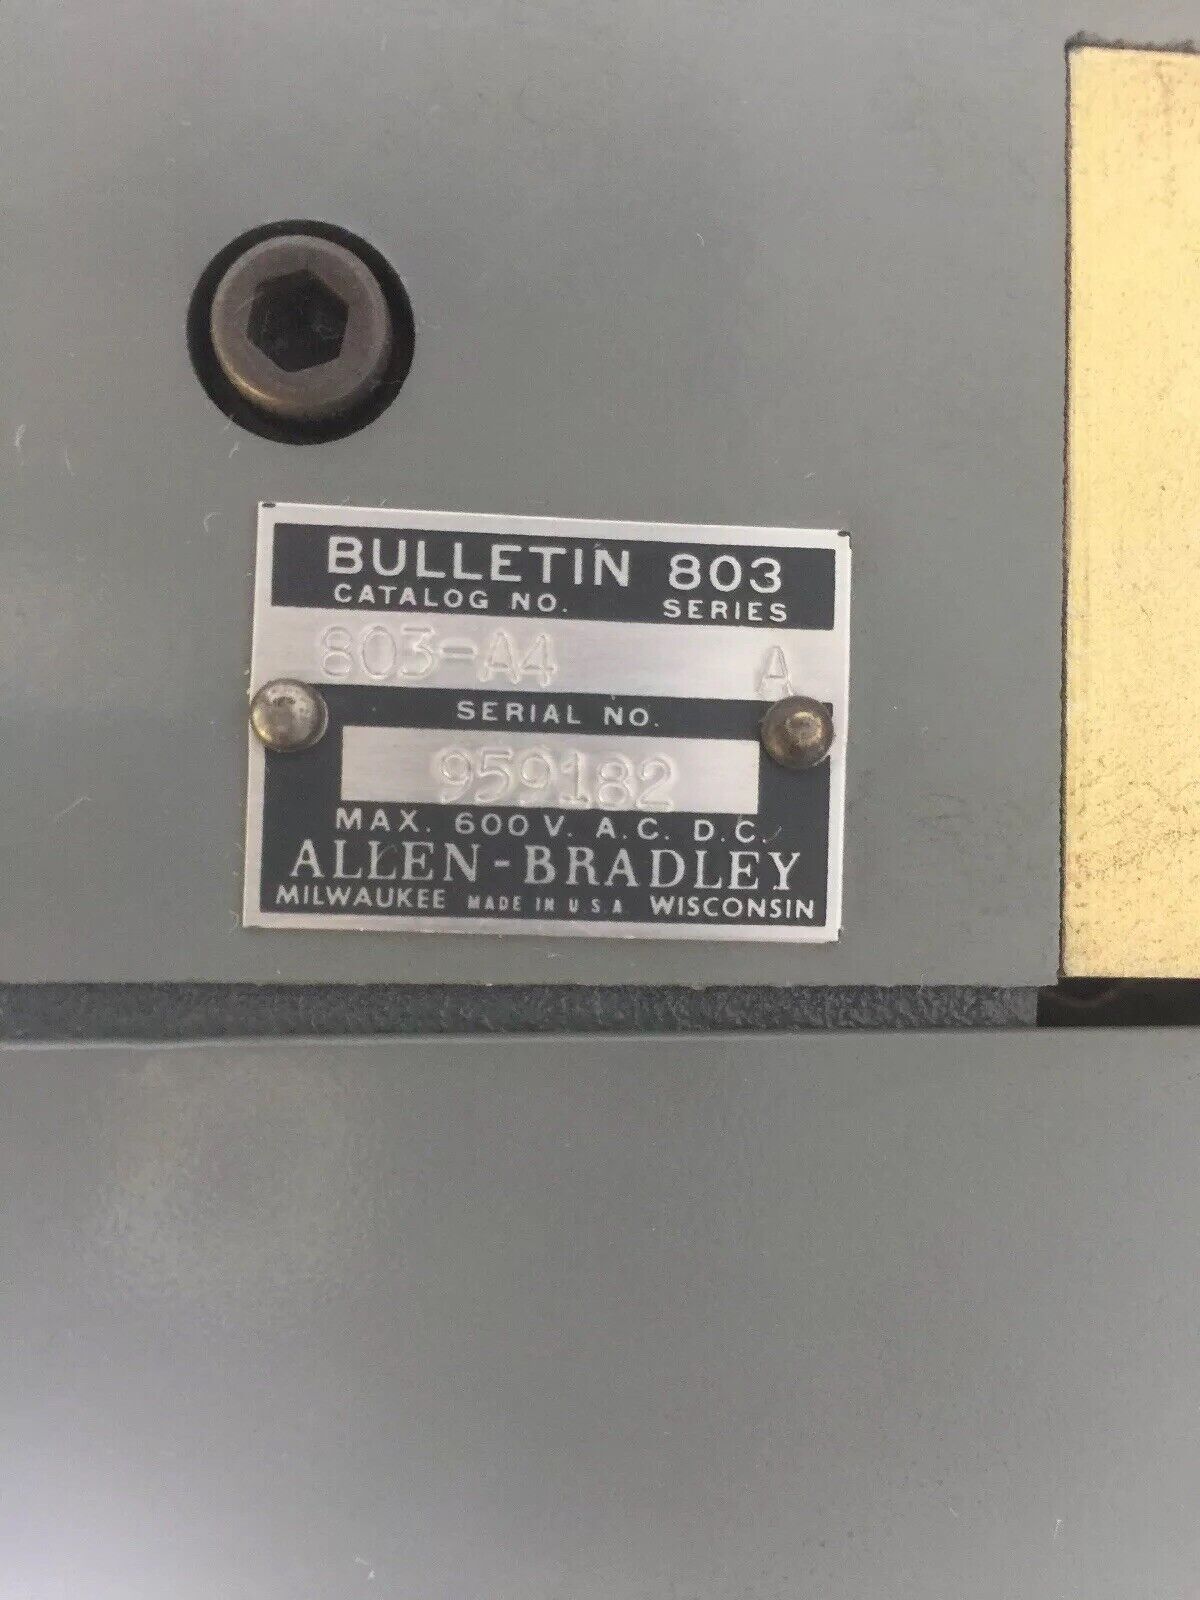 BULLETIN 803
CATALOG NO. SERIES
803-A4 A
SERIAL NO.
959182
MAX. 600 V. A.C. D.C.
ALLEN-BRADLEY
MILWAUKEE MADE IN U.S.A. WISCONSIN